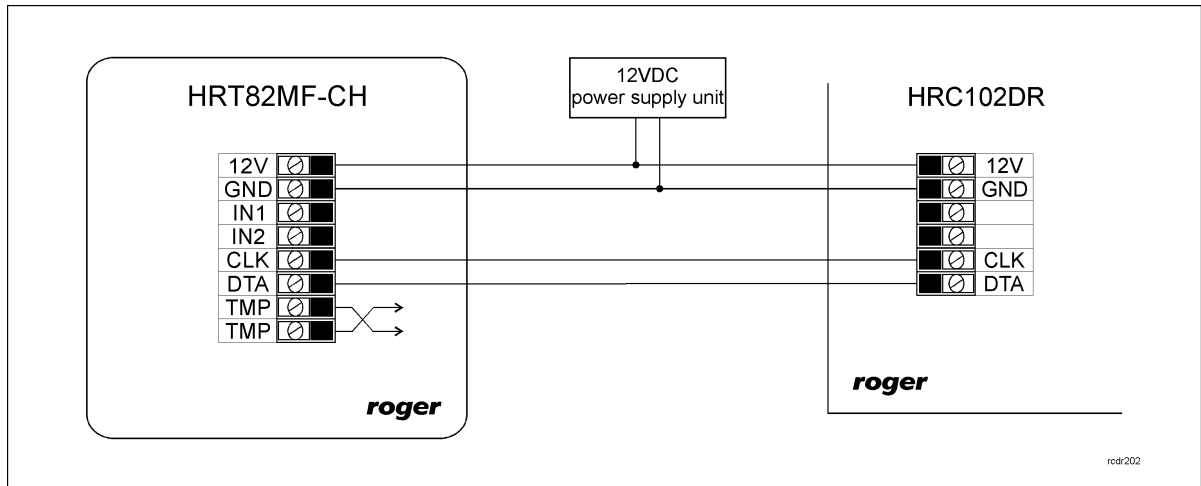 HRT82MF-CH
12VDC
power supply unit
HRC102DR
12V
GND
IN1
IN2
CLK
DTA
TMP
TMP
12V
GND
CLK
DTA
roger
roger
rcdr202